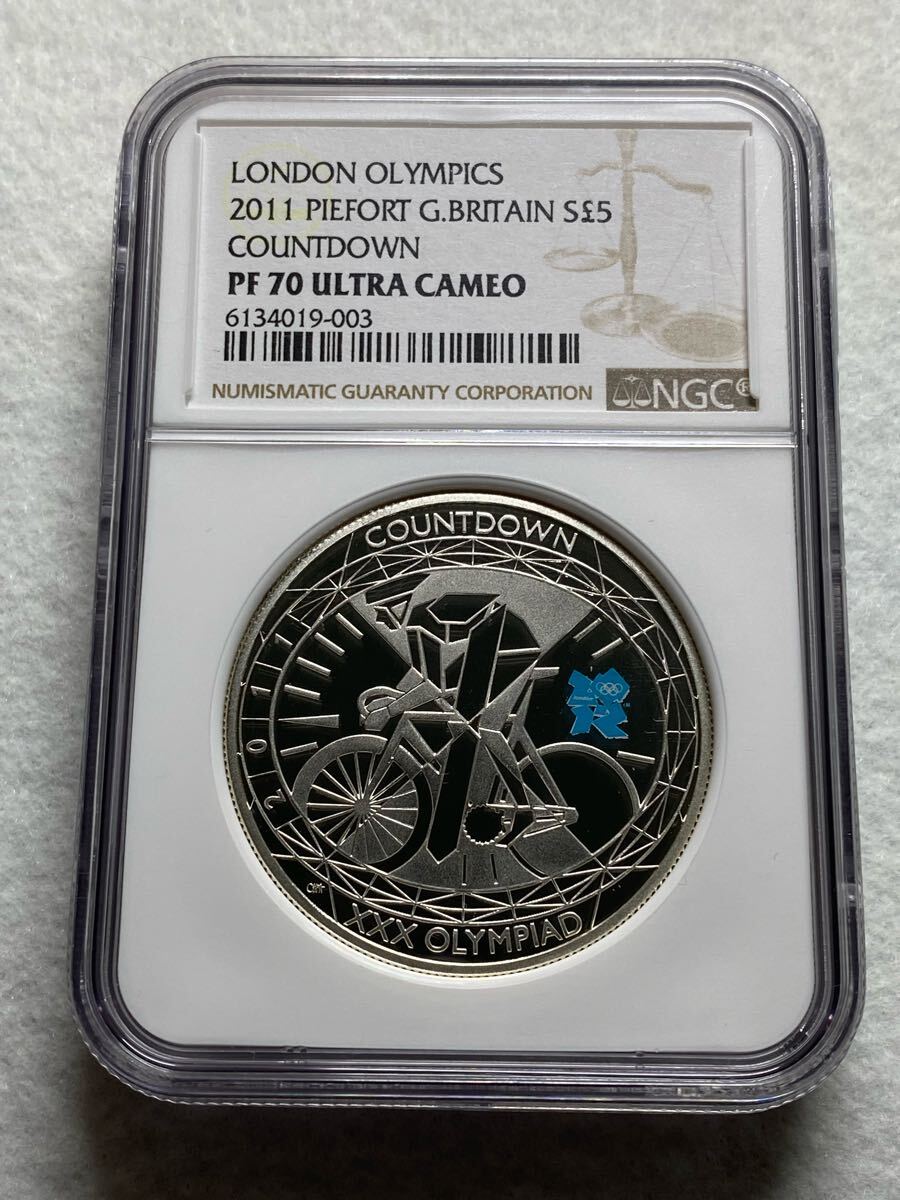 LONDON OLYMPICS
2011 PIEFORT G.BRITAIN S£5
COUNTDOWN
PF 70 ULTRA CAMEO
6134019-003
NUMISMATIC GUARANTY CORPORATION
NGC®
COUNTDOWN
2011
XXX OLYMPIAD